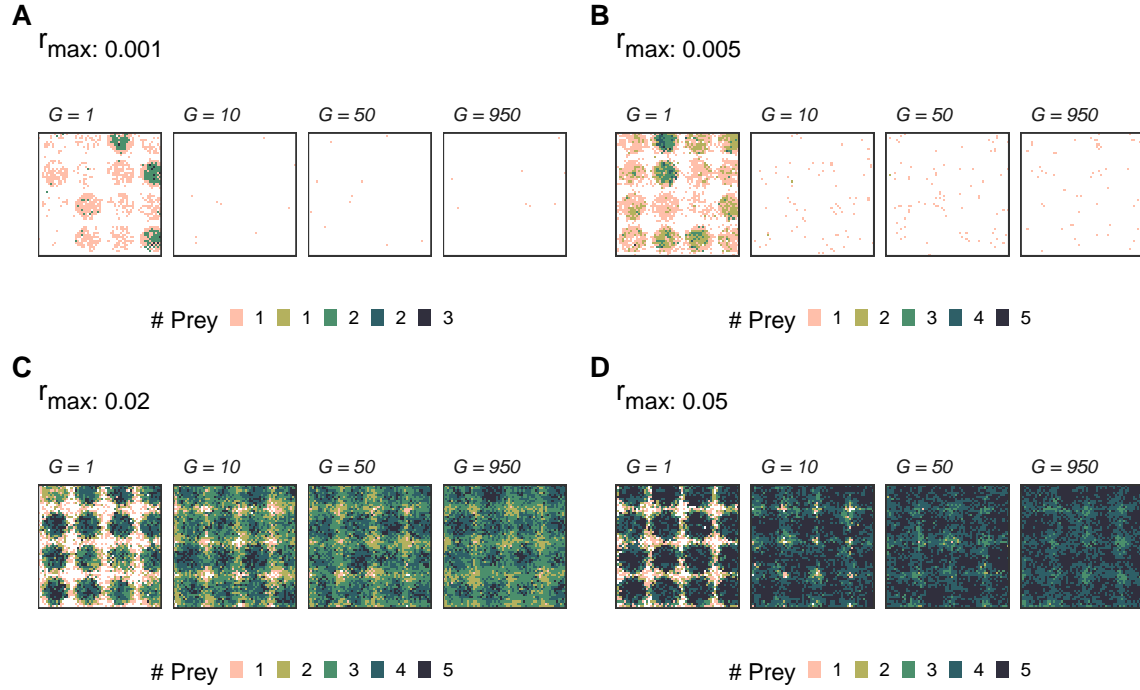 A
r max: 0.001
G = 1 G = 10 G = 50 G = 950
# Prey 1 1 2 2 3
B
r max: 0.005
G = 1 G = 10 G = 50 G = 950
# Prey 1 2 3 4 5
C
r max: 0.02
G = 1 G = 10 G = 50 G = 950
# Prey 1 2 3 4 5
D
r max: 0.05
G = 1 G = 10 G = 50 G = 950
# Prey 1 2 3 4 5